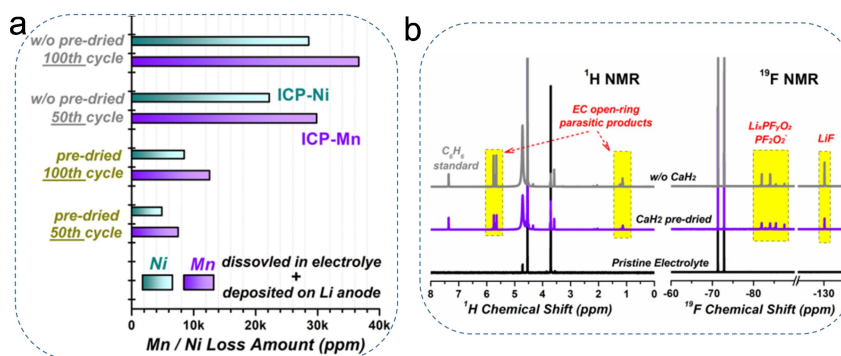 a
w/o pre-dried
100th cycle
w/o pre-dried
50th cycle
pre-dried
100th cycle
pre-dried
50th cycle
ICP-Ni
ICP-Mn
Ni
Mn
dissovled in electrolye
+
deposited on Li anode
0
10k
20k
30k
40k
Mn / Ni Loss Amount (ppm)
b
¹H NMR
¹⁹F NMR
EC open-ring
parasitic products
LiₓPFᵧO₂
PF₂O₂⁻
LiF
C₆H₆
standard
w/o CaH₂
CaH₂ pre-dried
Pristine Electrolyte
8
7
6
5
4
3
2
1
0
-60
-70
-80
-130
¹H Chemical Shift (ppm)
¹⁹F Chemical Shift (ppm)